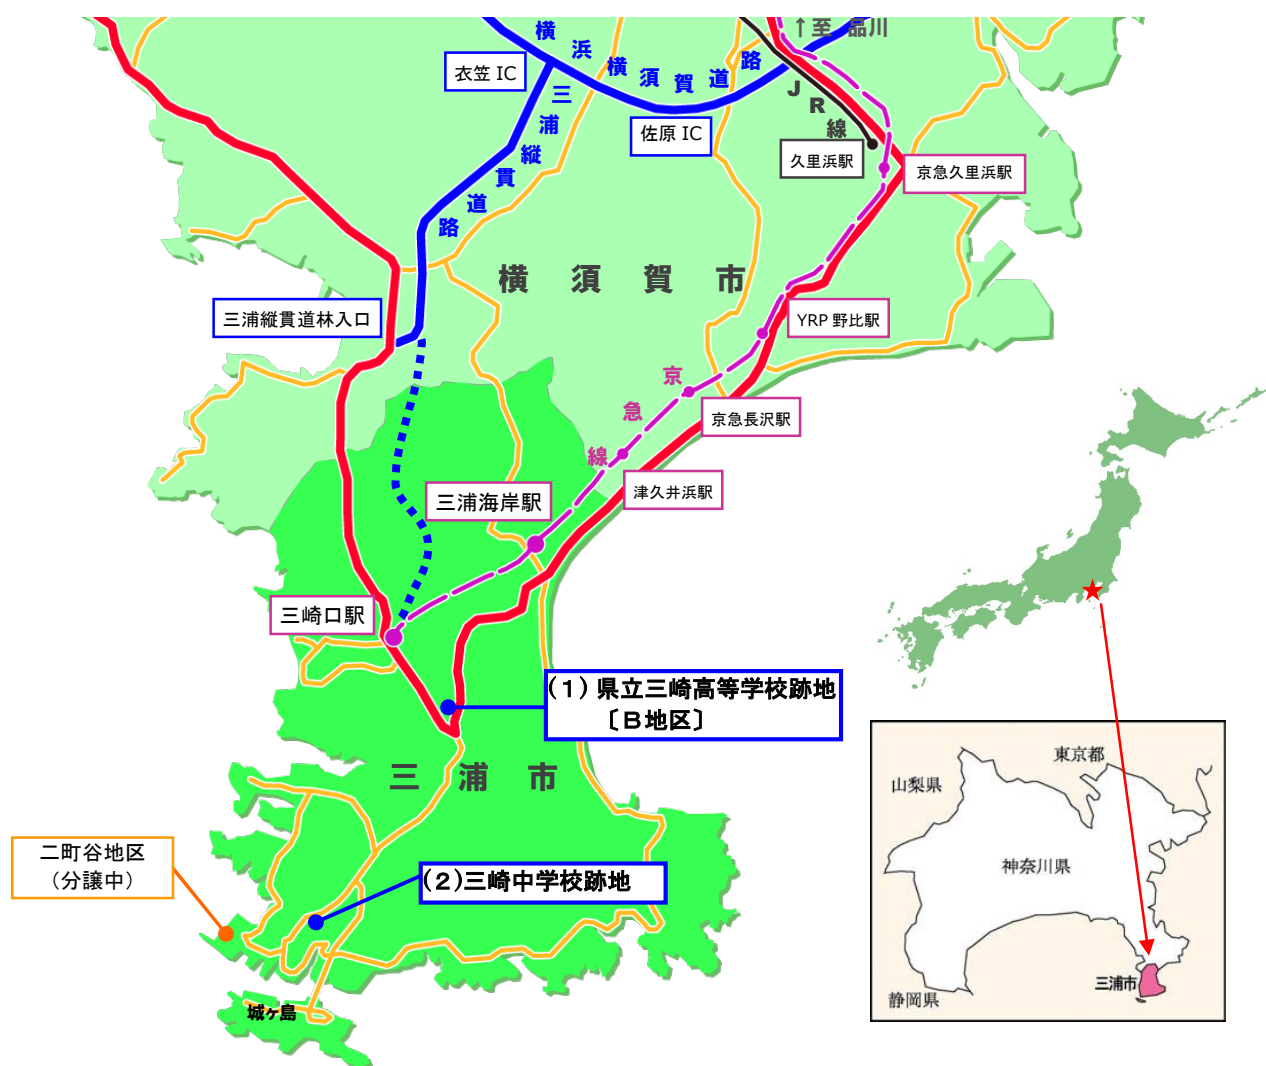 ↑至 品川
横浜横須賀道路
衣笠 IC
三浦縦貫道路
佐原 IC
JR線
久里浜駅
京急久里浜駅
横須賀市
三浦縦貫道林入口
YRP 野比駅
京急線
京急長沢駅
津久井浜駅
三浦海岸駅
三崎口駅
(1) 県立三崎高等学校跡地
〔B地区〕
三浦市
二町谷地区
(分譲中)
(2)三崎中学校跡地
城ヶ島
東京都
山梨県
神奈川県
三浦市
静岡県